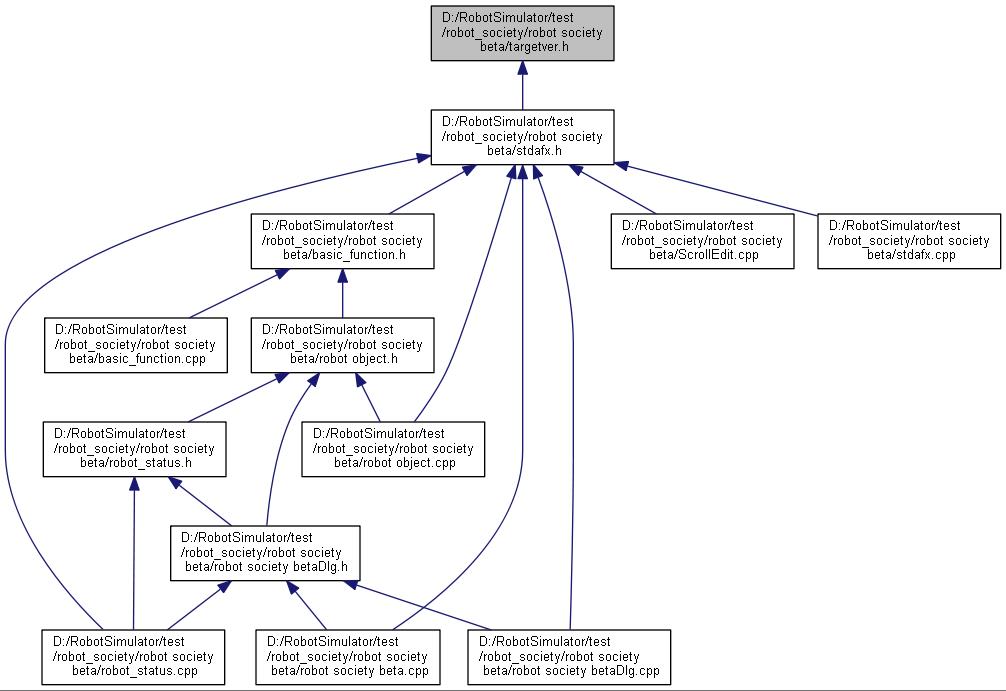 D:/RobotSimulator/test
/robot_society/robot society
beta/targetver.h
D:/RobotSimulator/test
/robot_society/robot society
beta/stdafx.h
D:/RobotSimulator/test
/robot_society/robot society
beta/basic_function.h
D:/RobotSimulator/test
/robot_society/robot society
beta/ScrollEdit.cpp
D:/RobotSimulator/test
/robot_society/robot society
beta/stdafx.cpp
D:/RobotSimulator/test
/robot_society/robot society
beta/basic_function.cpp
D:/RobotSimulator/test
/robot_society/robot society
beta/robot object.h
D:/RobotSimulator/test
/robot_society/robot society
beta/robot_status.h
D:/RobotSimulator/test
/robot_society/robot society
beta/robot object.cpp
D:/RobotSimulator/test
/robot_society/robot society
beta/robot society betaDlg.h
D:/RobotSimulator/test
/robot_society/robot society
beta/robot_status.cpp
D:/RobotSimulator/test
/robot_society/robot society
beta/robot society beta.cpp
D:/RobotSimulator/test
/robot_society/robot society
beta/robot society betaDlg.cpp